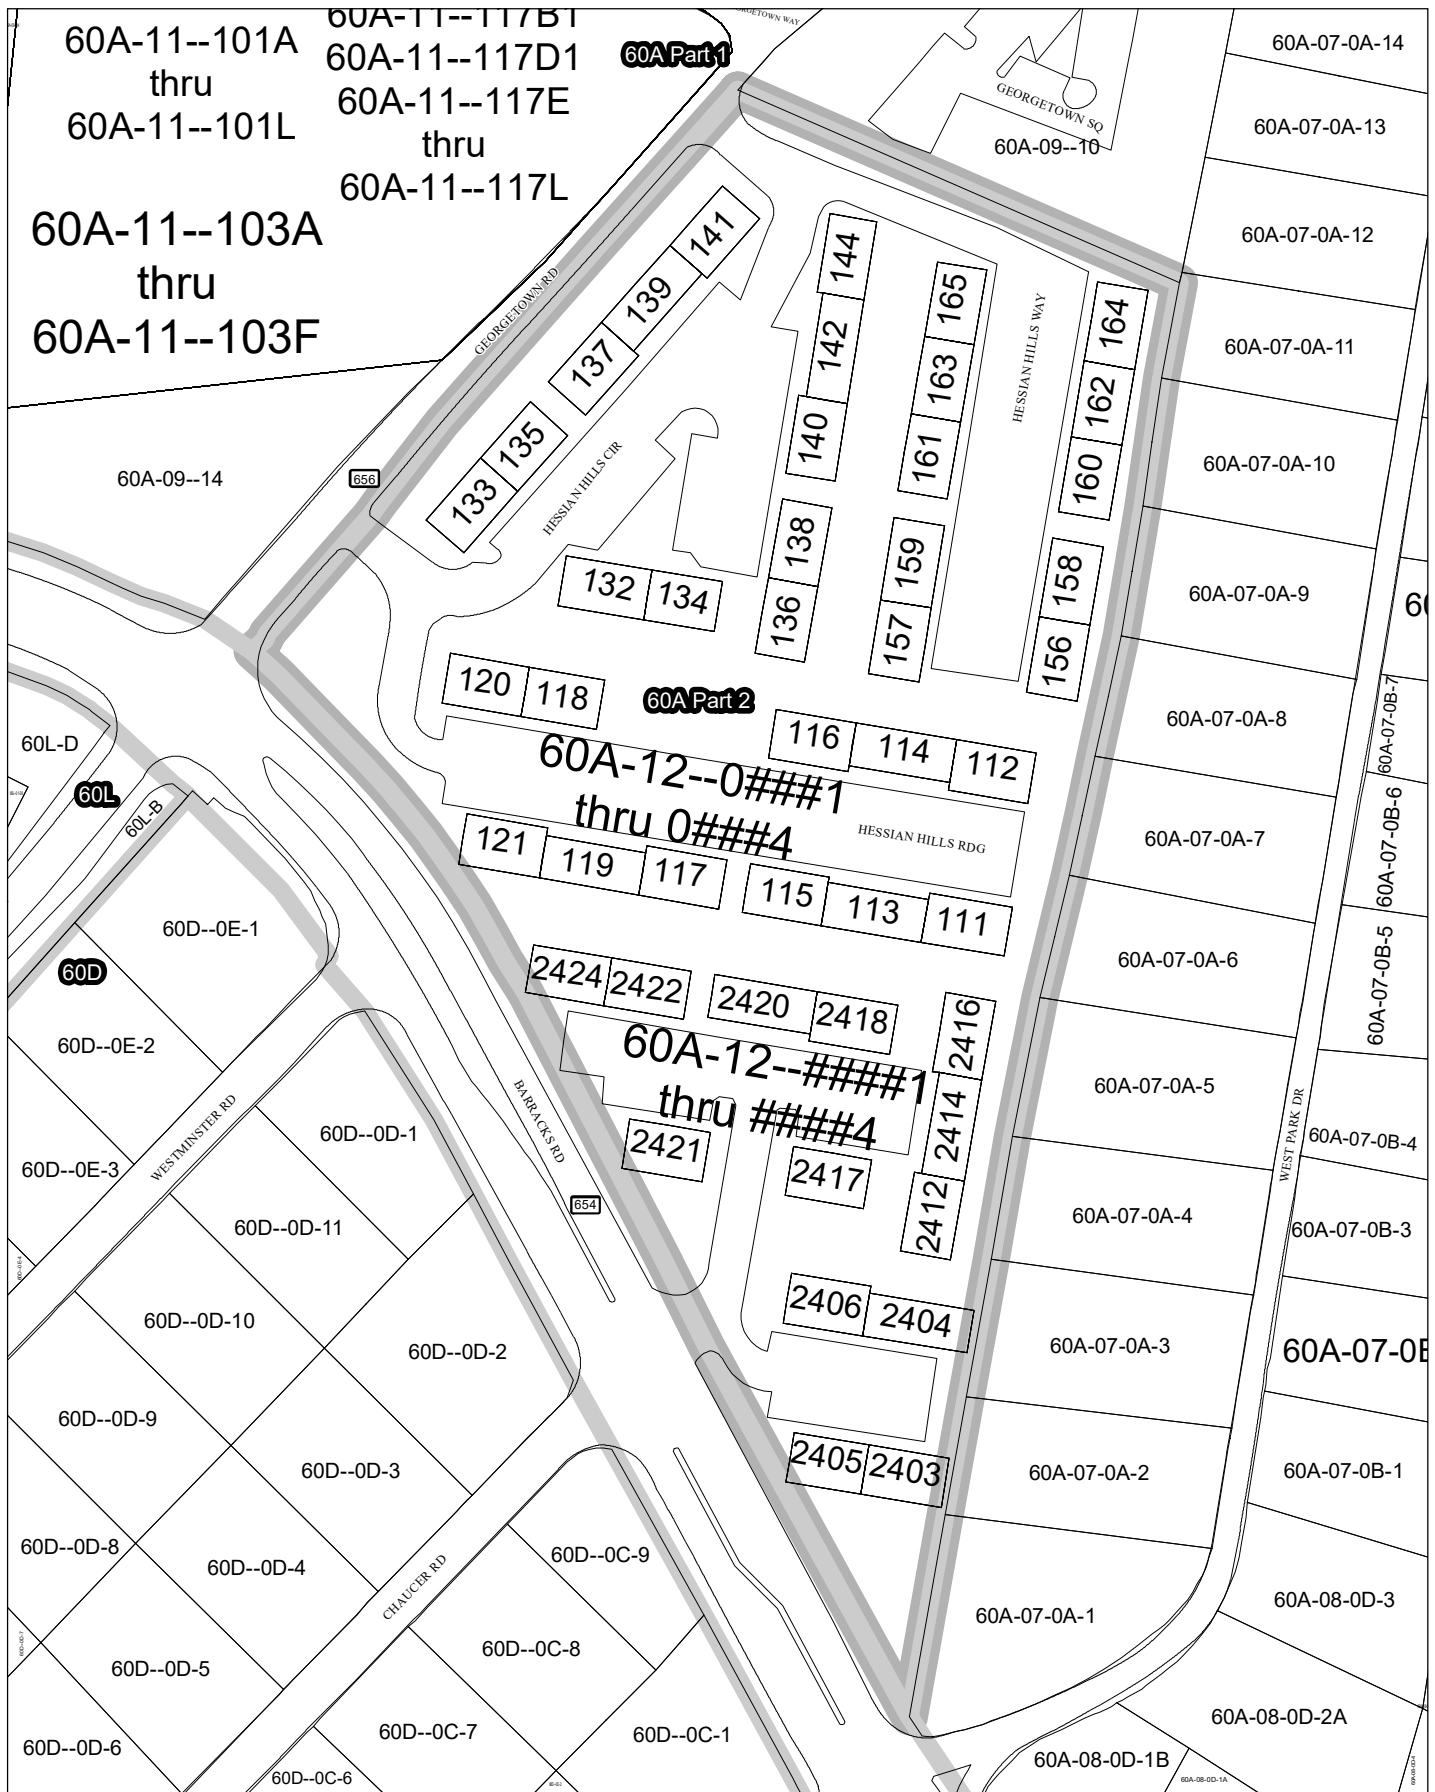 60A-11--101A
thru
60A-11--101L
60A-11--117B1
60A-11--117D1
60A-11--117E
thru
60A-11--117L
60A-11--103A
thru
60A-11--103F
60A Part 1
GEORGETOWN SQ
60A-09--10
60A-07-0A-14
60A-07-0A-13
60A-07-0A-12
60A-07-0A-11
60A-07-0A-10
60A-07-0A-9
60A-07-0A-8
60A-07-0A-7
60A-07-0A-6
60A-07-0A-5
60A-07-0A-4
60A-07-0A-3
60A-07-0A-2
60A-07-0A-1
GEORGETOWN RD
60A-09--14
656
141
139
137
135
133
HESSIAN HILLS CIR
144
142
140
138
136
165
163
161
159
157
HESSIAN HILLS WAY
164
162
160
158
156
132
134
120
118
60A Part 2
116
114
112
60A-12--0###1
thru 0###4
HESSIAN HILLS RDG
121
119
117
115
113
111
2424
2422
2420
2418
2416
60A-12--####1
thru ####4
2414
2412
2421
2417
2406
2404
2405
2403
60L-D
60L
60L-B
60D
60D--0E-1
60D--0E-2
60D--0E-3
WESTMINSTER RD
BARRACKS RD
654
60D--0D-1
60D--0D-11
60D--0D-10
60D--0D-2
60D--0D-9
60D--0D-3
60D--0D-8
60D--0D-4
60D--0D-5
60D--0D-6
CHAUCER RD
60D--0C-9
60D--0C-8
60D--0C-7
60D--0C-1
60D--0C-6
60A-07-0B-7
60A-07-0B-6
60A-07-0B-5
WEST PARK DR
60A-07-0B-4
60A-07-0B-3
60A-07-0B-1
60A-08-0D-3
60A-08-0D-2A
60A-08-0D-1B
60A-08-0D-1A